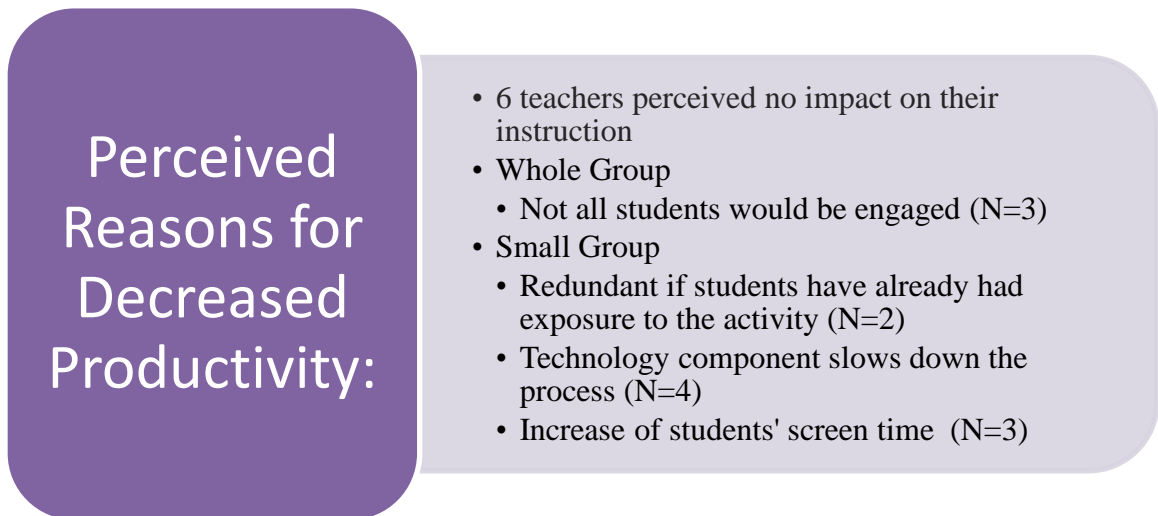 Perceived
Reasons for
Decreased
Productivity:
• 6 teachers perceived no impact on their
instruction
• Whole Group
• Not all students would be engaged (N=3)
• Small Group
• Redundant if students have already had
exposure to the activity (N=2)
• Technology component slows down the
process (N=4)
• Increase of students' screen time  (N=3)